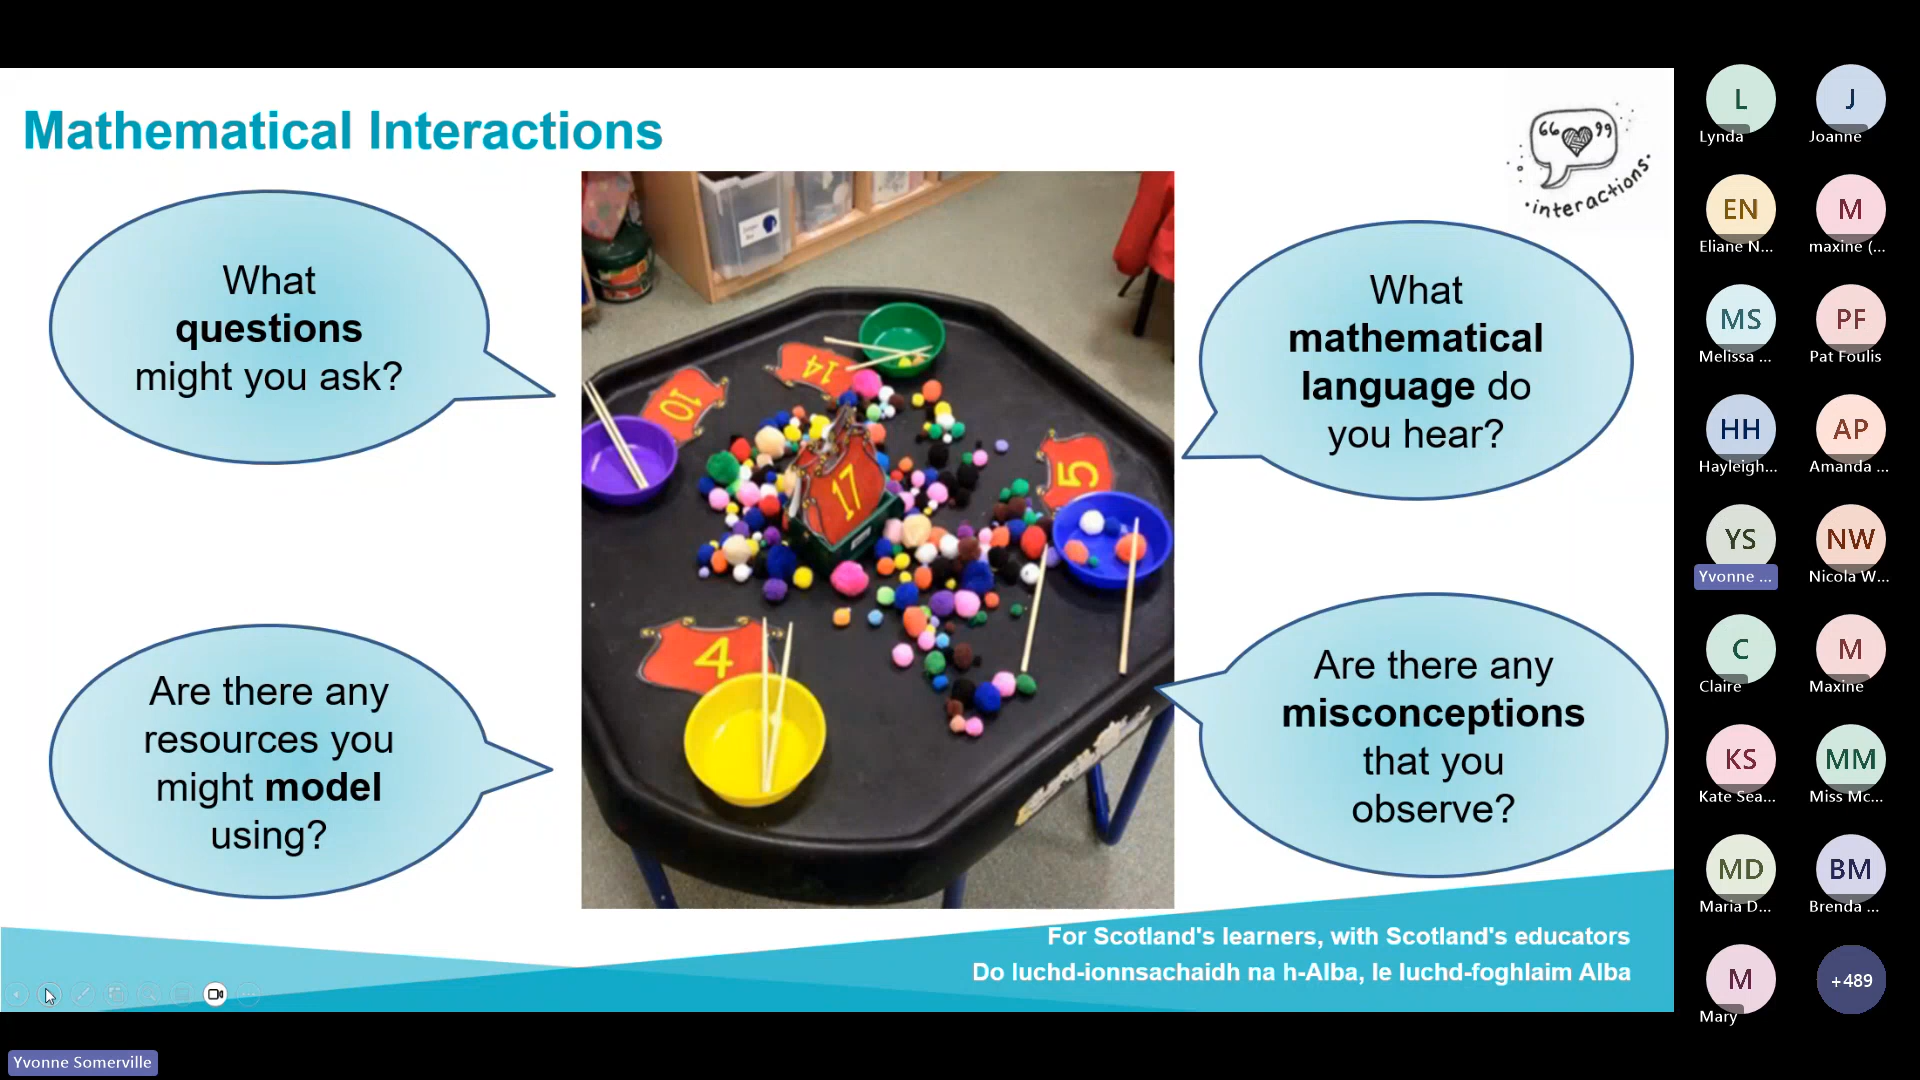 Mathematical Interactions
“ ”
·interactions·
What
questions
might you ask?
What
mathematical
language do
you hear?
Are there any
resources you
might model
using?
Are there any
misconceptions
that you
observe?
10
14
17
5
4
For Scotland's learners, with Scotland's educators
Do luchd-ionnsachaidh na h-Alba, le luchd-foghlaim Alba
L
Lynda
J
Joanne
EN
Eliane N...
M
maxine (...
MS
Melissa ...
PF
Pat Foulis
HH
Hayleigh...
AP
Amanda ...
YS
Yvonne ...
NW
Nicola W...
C
Claire
M
Maxine
KS
Kate Sea...
MM
Miss Mc...
MD
Maria D...
BM
Brenda ...
M
Mary
+489
Yvonne Somerville